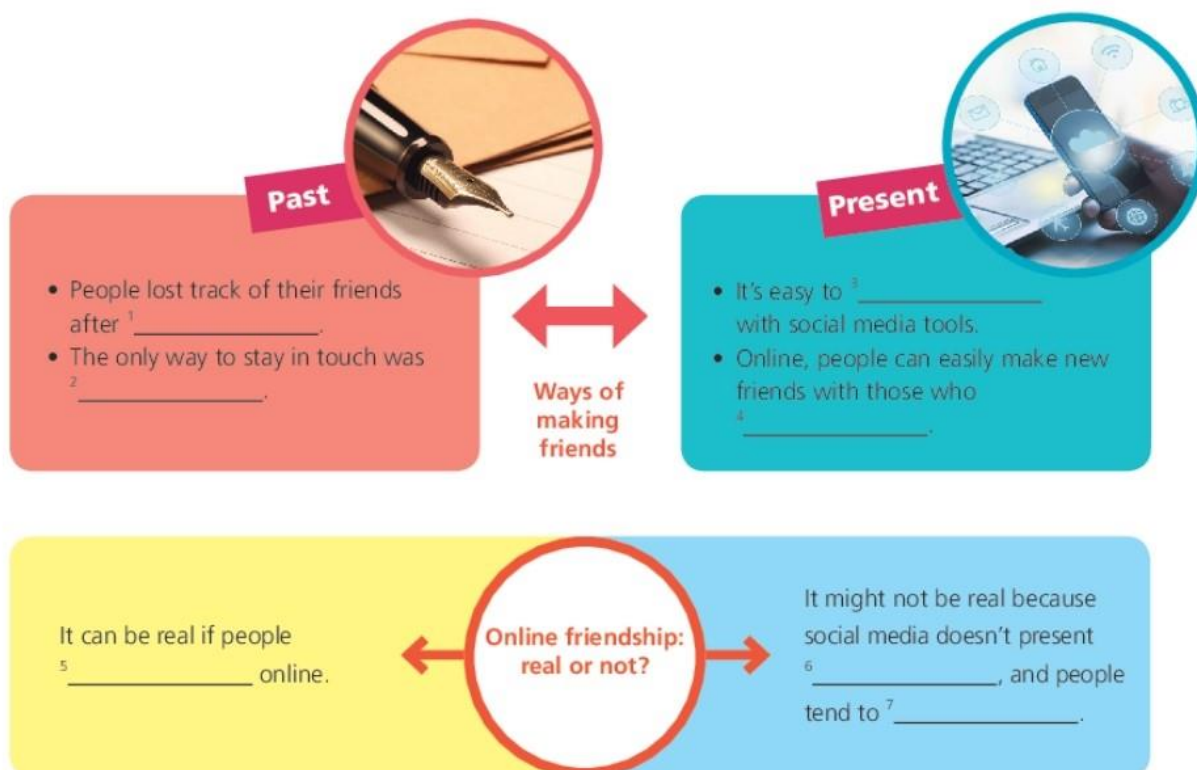 Past
• People lost track of their friends
after ¹________________.
• The only way to stay in touch was
²________________.
Ways of
making
friends
Present
• It's easy to ³________________
with social media tools.
• Online, people can easily make new
friends with those who
⁴________________.
It can be real if people
⁵________________ online.
Online friendship:
real or not?
It might not be real because
social media doesn't present
⁶________________, and people
tend to ⁷________________.